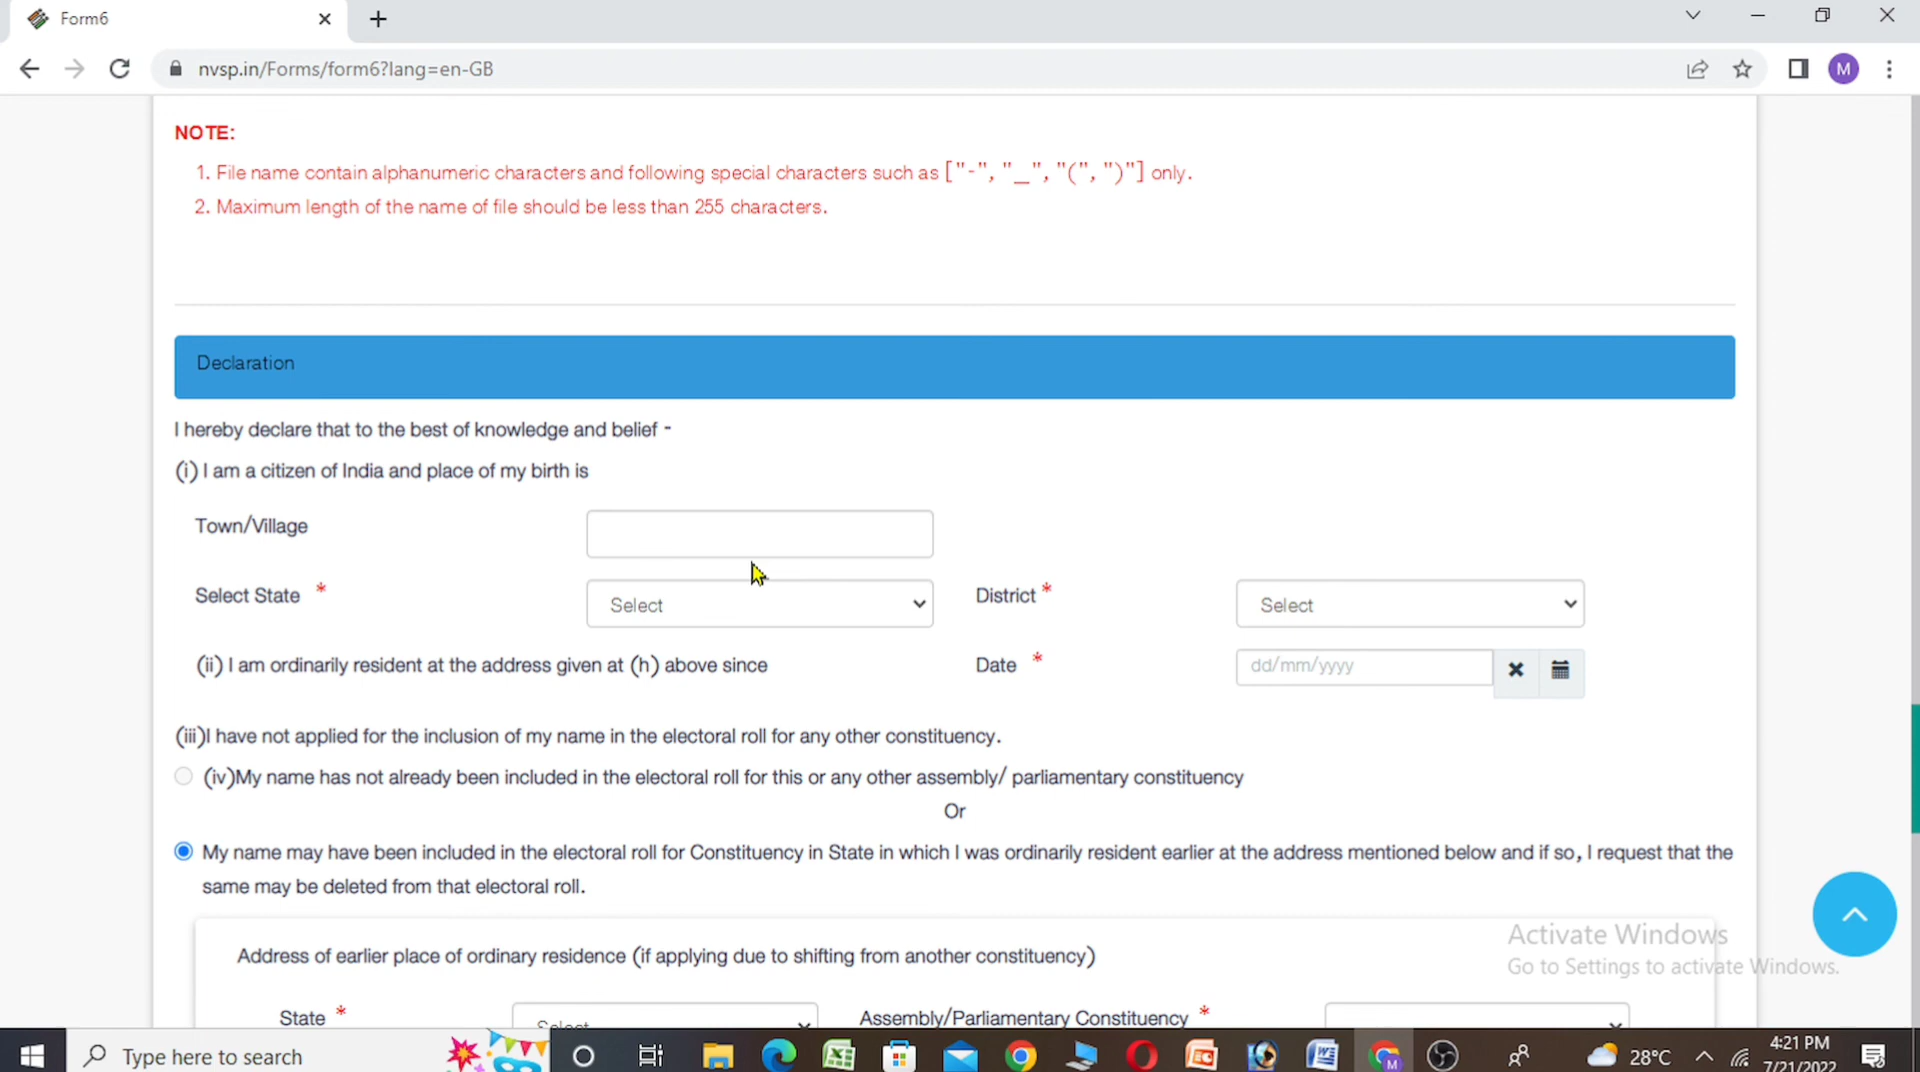 Form6
nvsp.in/Forms/form6?lang=en-GB
M
NOTE:
1. File name contain alphanumeric characters and following special characters such as ["-", "_", "(", ")"] only.
2. Maximum length of the name of file should be less than 255 characters.
Declaration
I hereby declare that to the best of knowledge and belief -
(i) I am a citizen of India and place of my birth is
Town/Village
Select State * Select District * Select
(ii) I am ordinarily resident at the address given at (h) above since Date * dd/mm/yyyy
(iii)I have not applied for the inclusion of my name in the electoral roll for any other constituency.
(iv)My name has not already been included in the electoral roll for this or any other assembly/ parliamentary constituency
Or
My name may have been included in the electoral roll for Constituency in State in which I was ordinarily resident earlier at the address mentioned below and if so, I request that the
same may be deleted from that electoral roll.
Activate Windows
Address of earlier place of ordinary residence (if applying due to shifting from another constituency)
Go to Settings to activate Windows.
State * Select Assembly/Parliamentary Constituency *
Type here to search
28°C
4:21 PM
7/21/2022